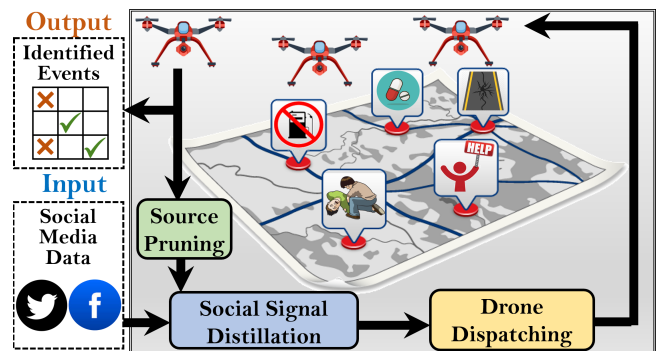 Output
Identified
Events
Input
Social
Media
Data
f
HELP
Source
Pruning
Social Signal
Distillation
Drone
Dispatching